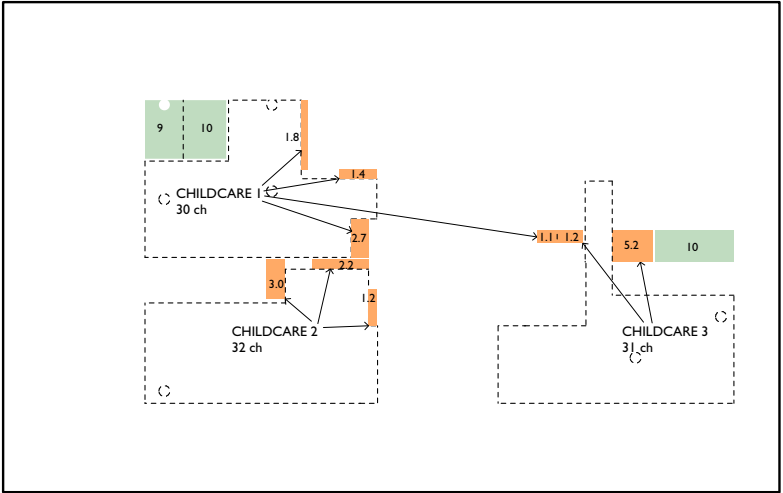 9
10
1.8
1.4
CHILDCARE 1
30 ch
2.7
1.1
1.2
5.2
10
2.2
3.0
1.2
CHILDCARE 2
32 ch
CHILDCARE 3
31 ch